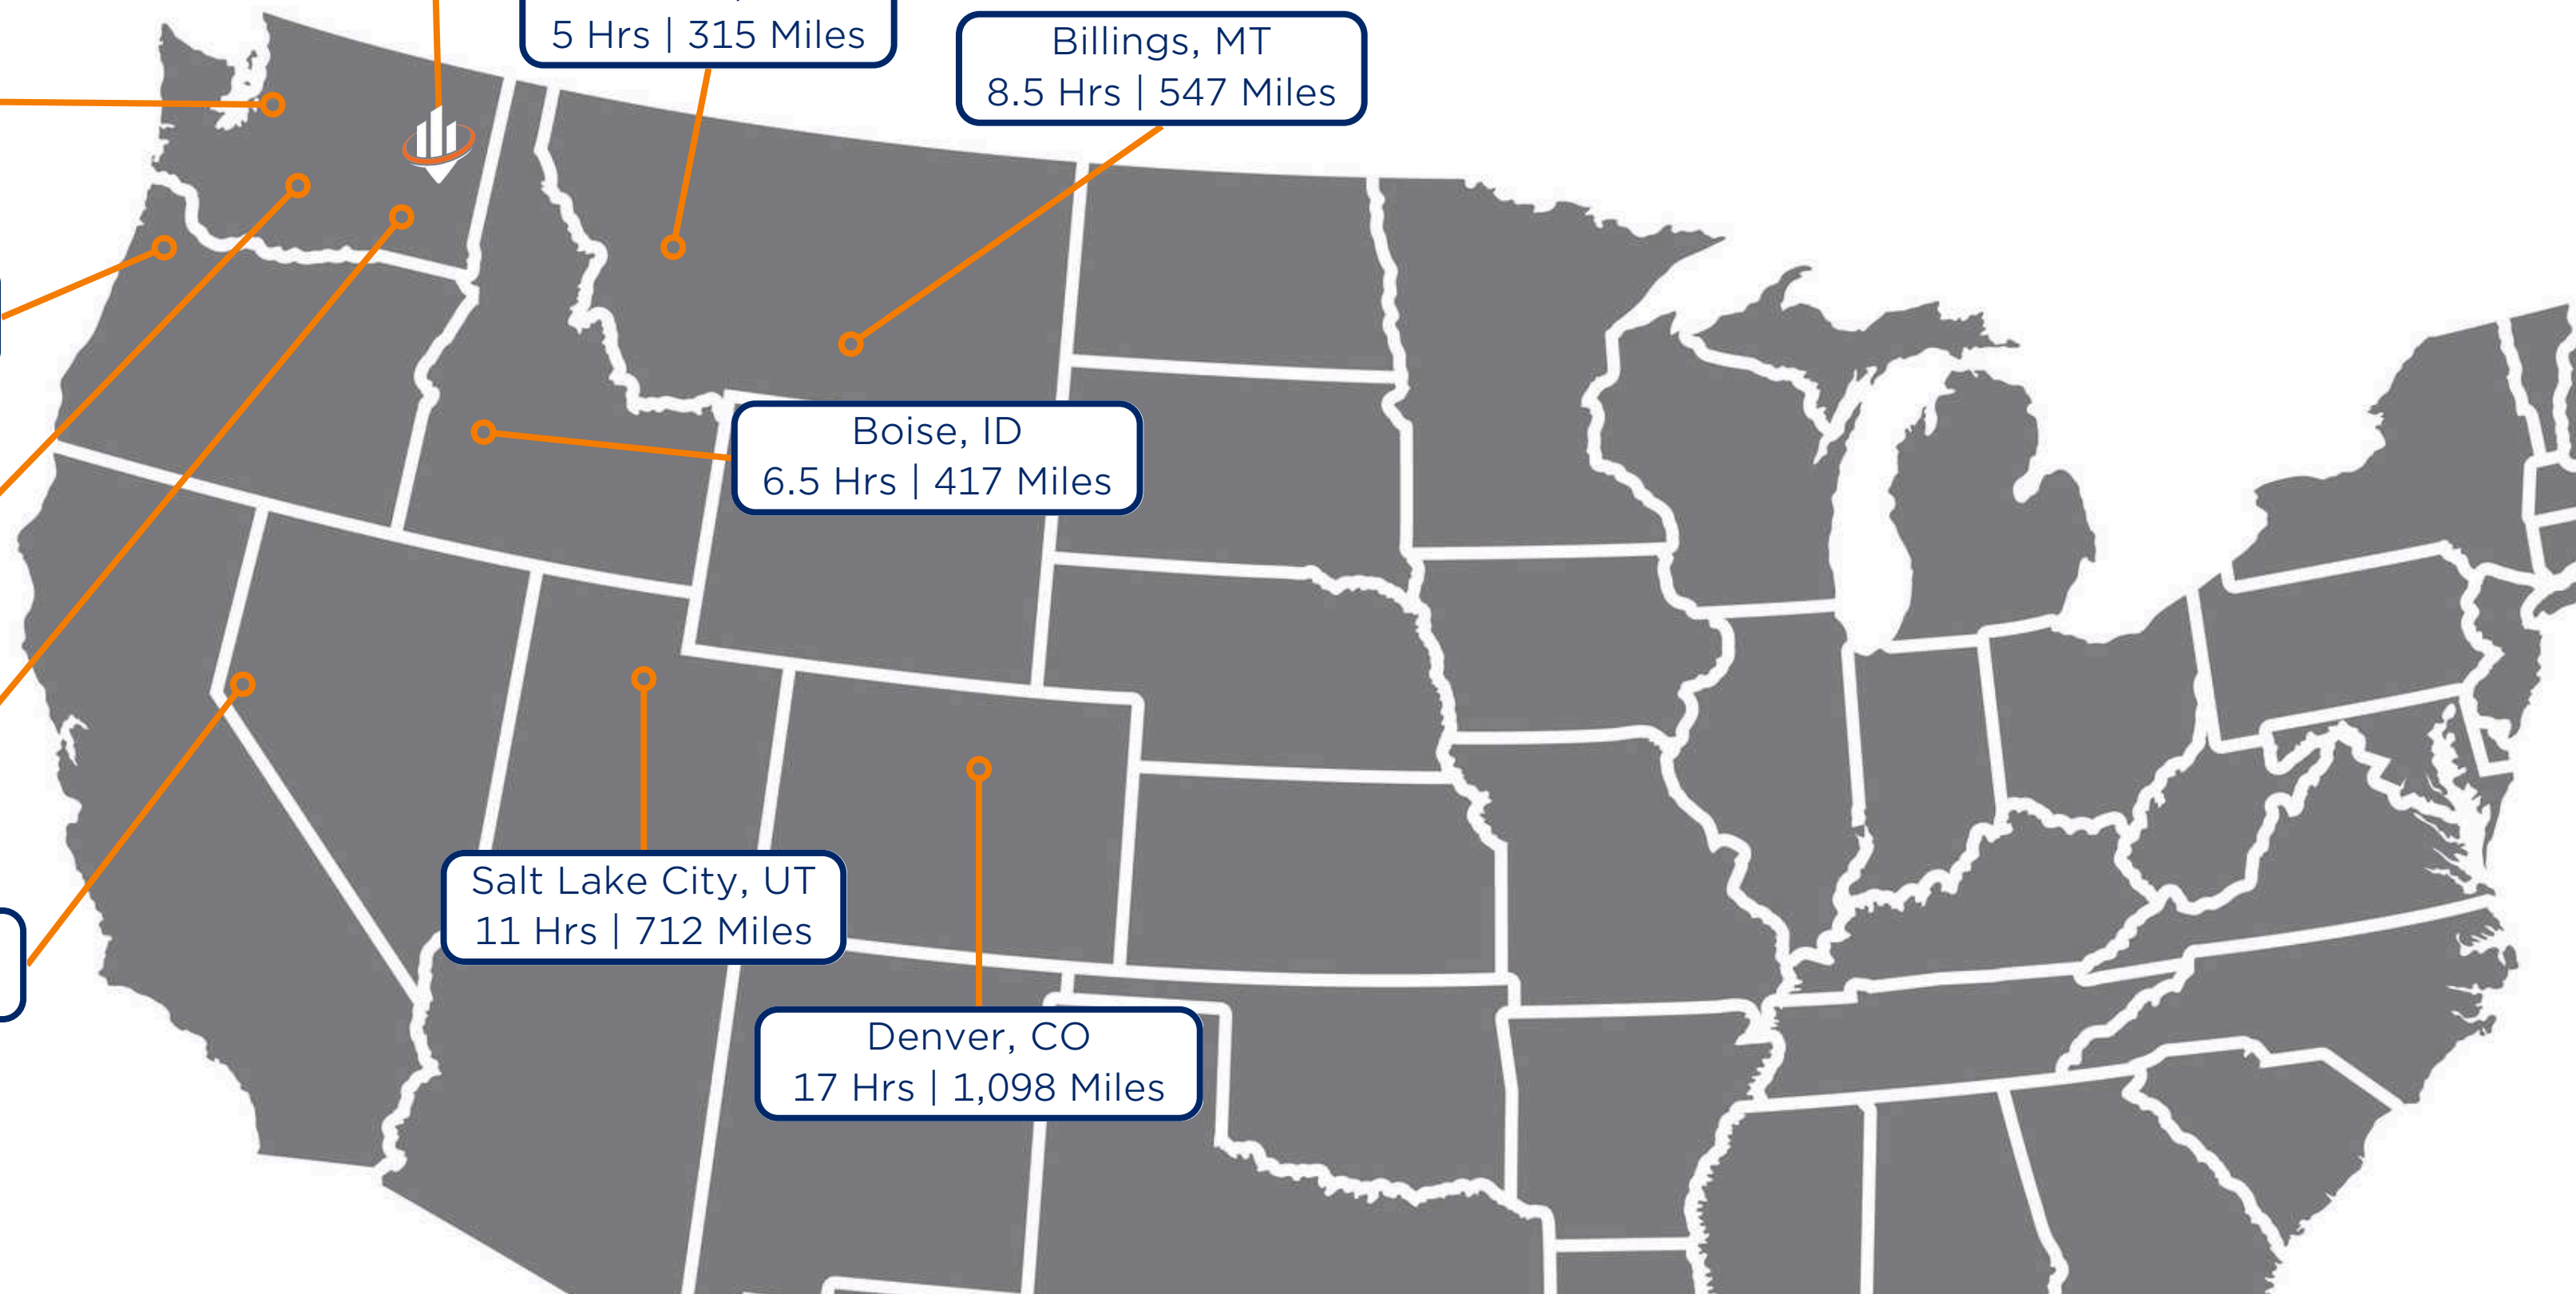 5 Hrs | 315 Miles
Billings, MT
8.5 Hrs | 547 Miles
Boise, ID
6.5 Hrs | 417 Miles
Salt Lake City, UT
11 Hrs | 712 Miles
Denver, CO
17 Hrs | 1,098 Miles